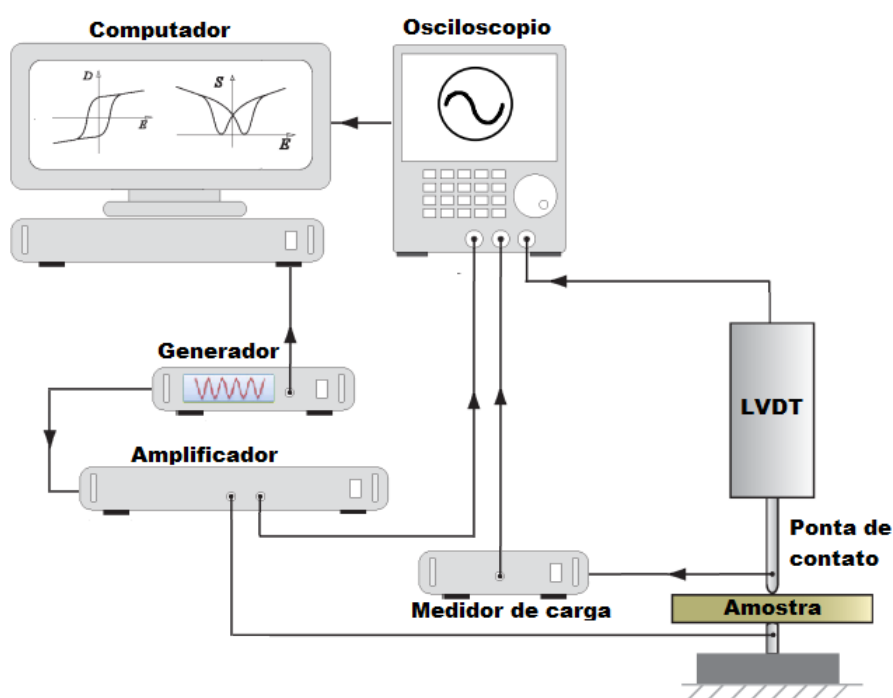 Computador
Osciloscopio
D
E
S
E
Generador
Amplificador
LVDT
Ponta de
contato
Medidor de carga
Amostra